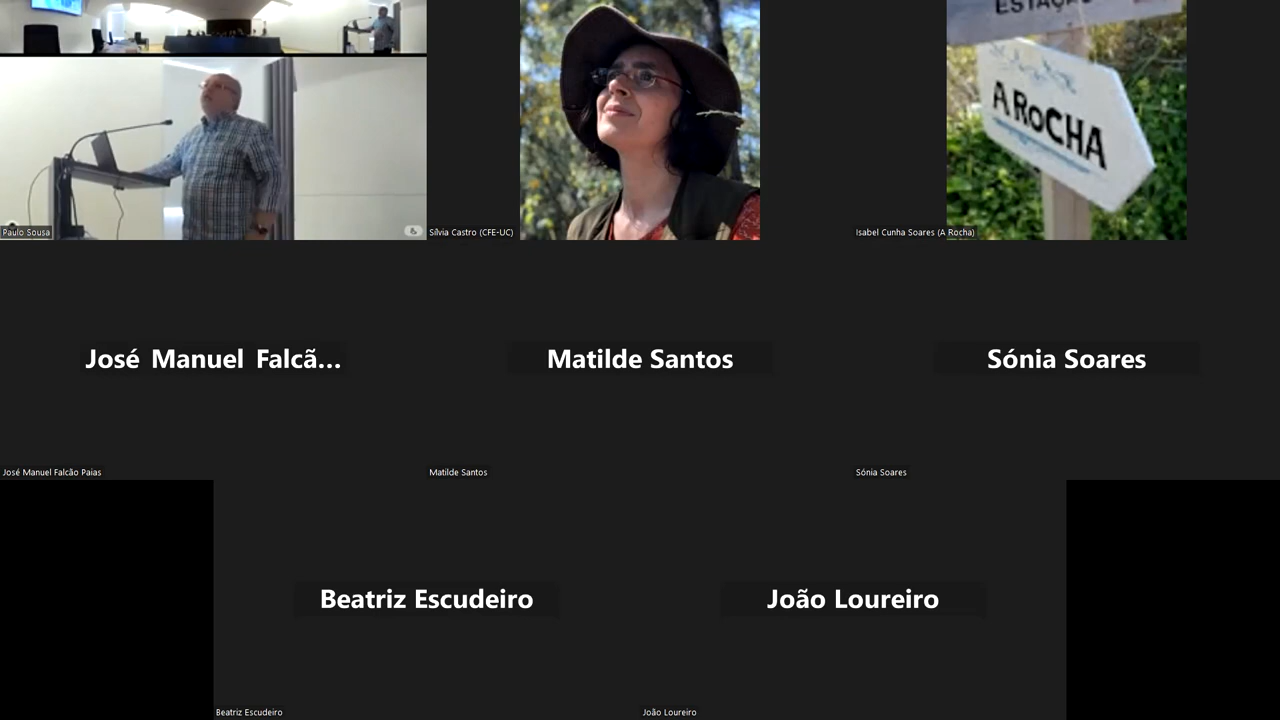 ESTAÇÃO
A ROCHA
Paulo Sousa
Sílvia Castro (CFE-UC)
Isabel Cunha Soares (A Rocha)
José Manuel Falcã...
Matilde Santos
Sónia Soares
José Manuel Falcão Paias
Matilde Santos
Sónia Soares
Beatriz Escudeiro
João Loureiro
Beatriz Escudeiro
João Loureiro